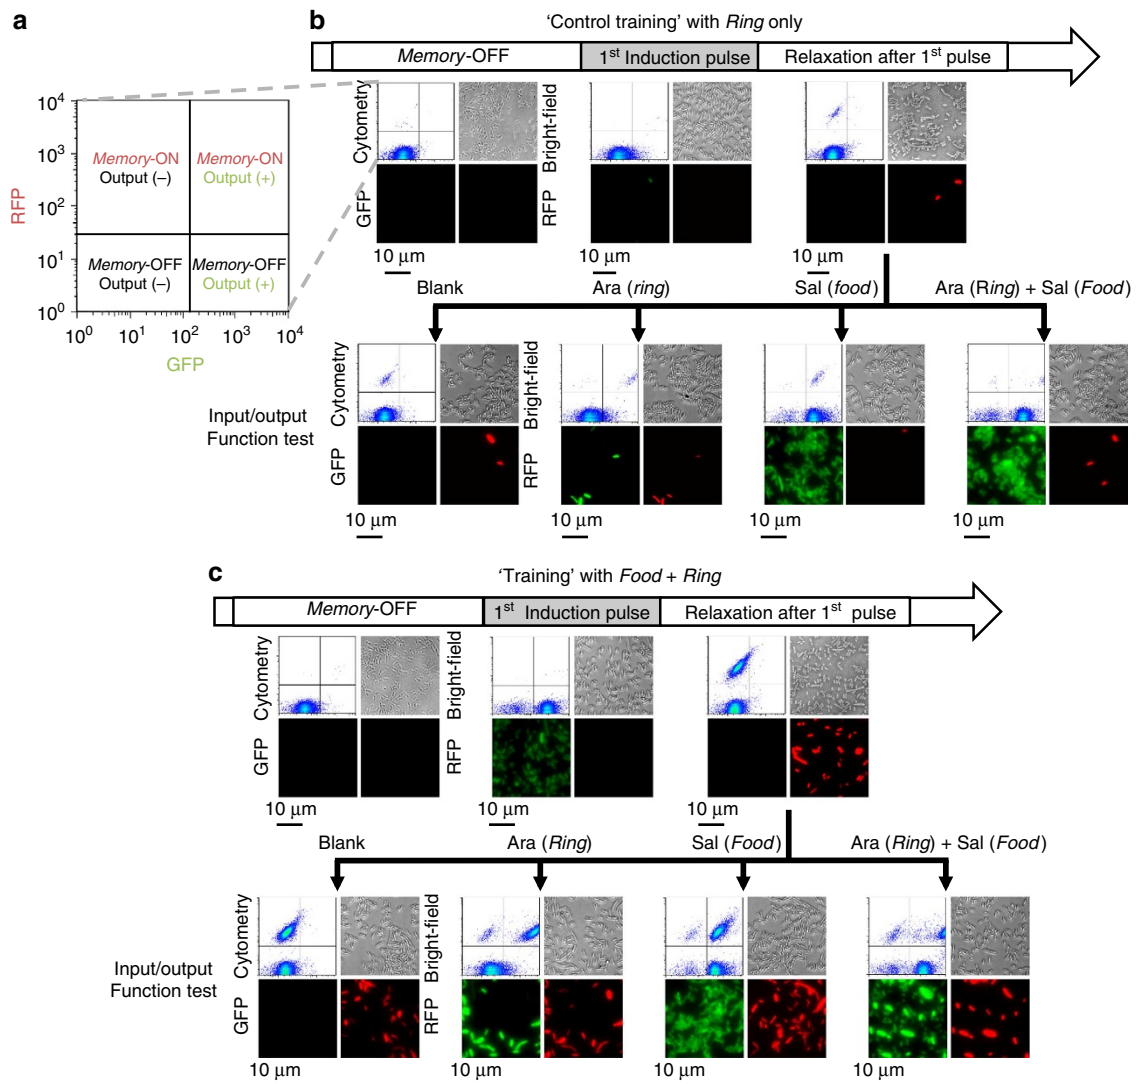 a
10⁴
10³
10²
10¹
10⁰
RFP
Memory-ON
Output (–)
Memory-ON
Output (+)
Memory-OFF
Output (–)
Memory-OFF
Output (+)
10⁰
10¹
10²
10³
10⁴
GFP
b
'Control training' with Ring only
Memory-OFF
1st Induction pulse
Relaxation after 1st pulse
Cytometry
Bright-field
GFP
RFP
10 µm
10 µm
10 µm
Blank
Ara (ring)
Sal (food)
Ara (Ring) + Sal (Food)
Input/output
Function test
Cytometry
Bright-field
GFP
RFP
10 µm
10 µm
10 µm
10 µm
c
'Training' with Food + Ring
Memory-OFF
1st Induction pulse
Relaxation after 1st pulse
Cytometry
Bright-field
GFP
RFP
10 µm
10 µm
10 µm
Blank
Ara (Ring)
Sal (Food)
Ara (Ring) + Sal (Food)
Input/output
Function test
Cytometry
Bright-field
GFP
RFP
10 µm
10 µm
10 µm
10 µm